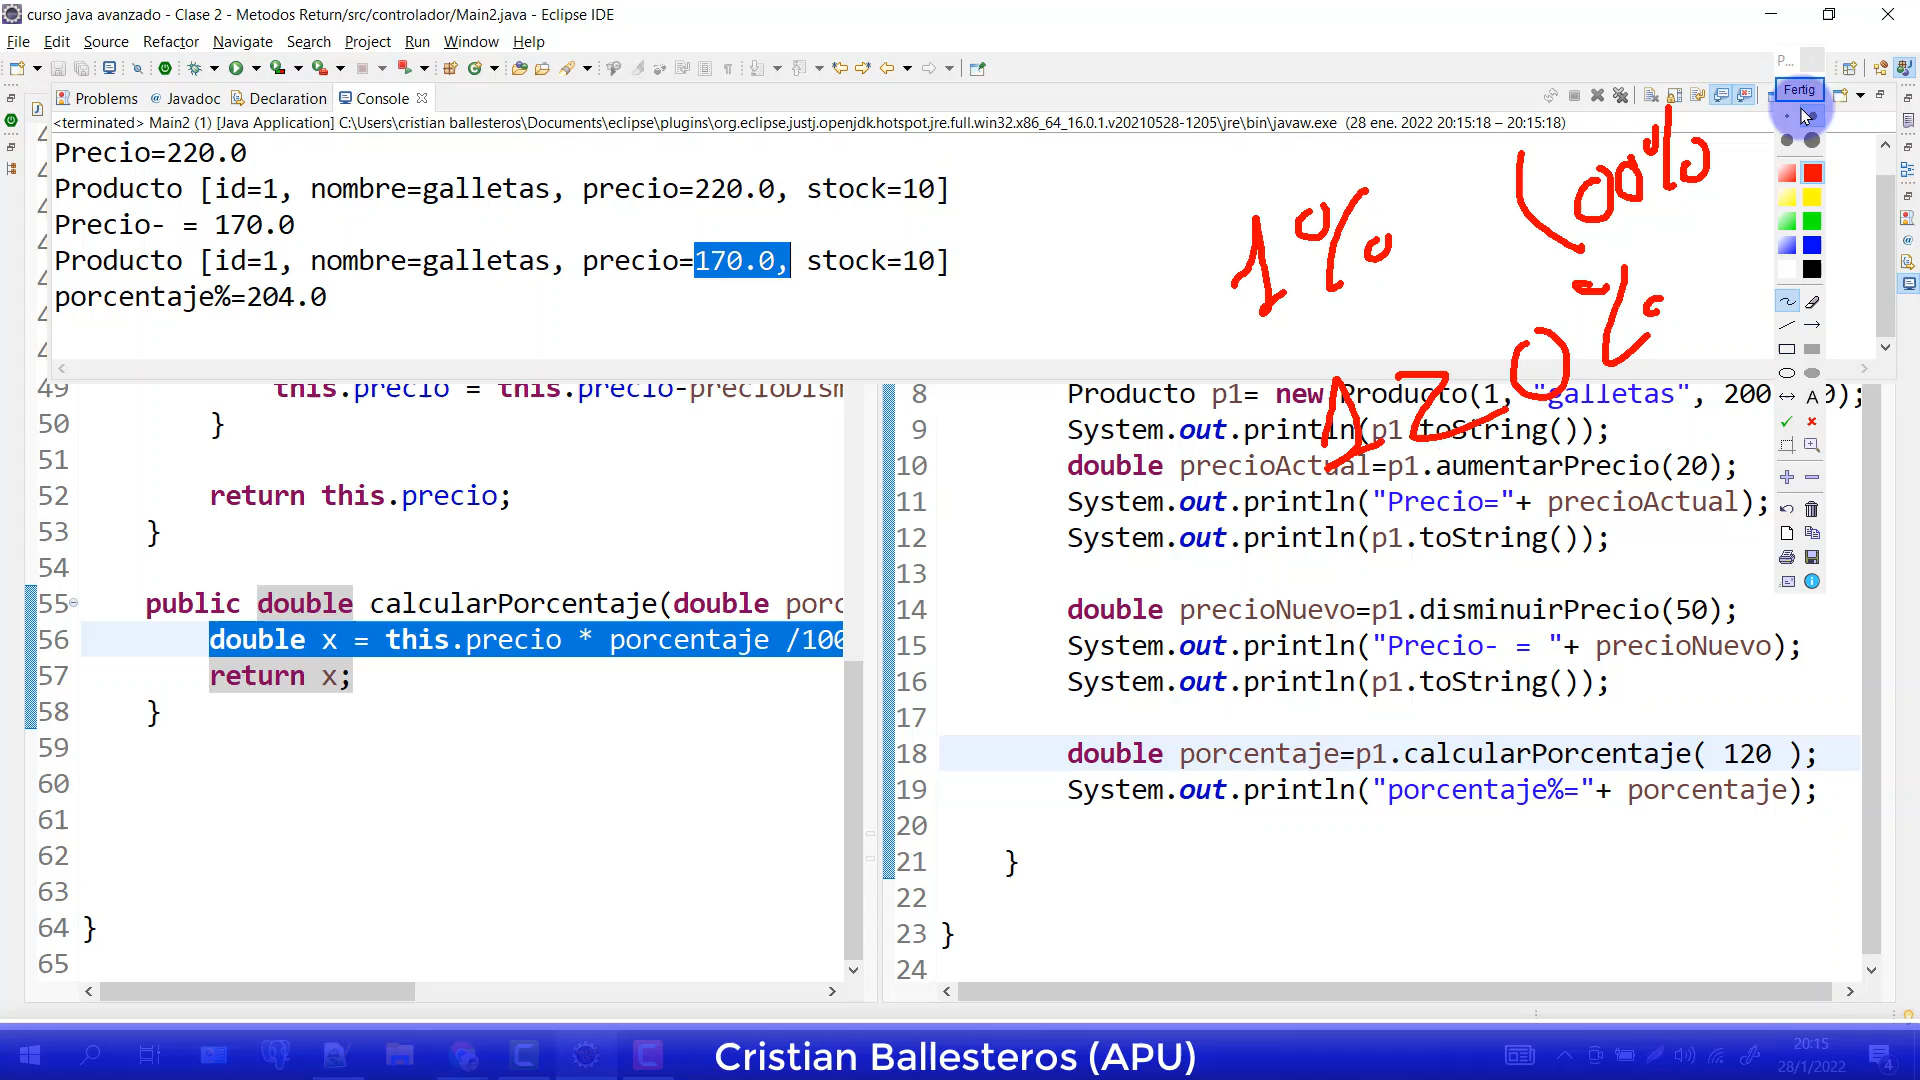 curso java avanzado - Clase 2 - Metodos Return/src/controlador/Main2.java - Eclipse IDE
File Edit Source Refactor Navigate Search Project Run Window Help
P...
Fertig
Problems Javadoc Declaration Console
<terminated> Main2 (1) [Java Application] C:\Users\cristian ballesteros\Documents\eclipse\plugins\org.eclipse.justj.openjdk.hotspot.jre.full.win32.x86_64_16.0.1.v20210528-1205\jre\bin\javaw.exe (28 ene. 2022 20:15:18 – 20:15:18)
Precio=220.0
Producto [id=1, nombre=galletas, precio=220.0, stock=10]
Precio- = 170.0
Producto [id=1, nombre=galletas, precio=170.0, stock=10]
porcentaje%=204.0
1%
100%
120%
49 this.precio = this.precio-precioDism
50 }
51
52 return this.precio;
53 }
54
55 public double calcularPorcentaje(double porc
56 double x = this.precio * porcentaje /100
57 return x;
58 }
59
60
61
62
63
64 }
65
8 Producto p1= new Producto(1, "galletas", 200 0);
9 System.out.println(p1.toString());
10 double precioActual=p1.aumentarPrecio(20);
11 System.out.println("Precio="+ precioActual);
12 System.out.println(p1.toString());
13
14 double precioNuevo=p1.disminuirPrecio(50);
15 System.out.println("Precio- = "+ precioNuevo);
16 System.out.println(p1.toString());
17
18 double porcentaje=p1.calcularPorcentaje( 120 );
19 System.out.println("porcentaje%="+ porcentaje);
20
21 }
22
23 }
24
Cristian Ballesteros (APU)
20:15
28/1/2022
4